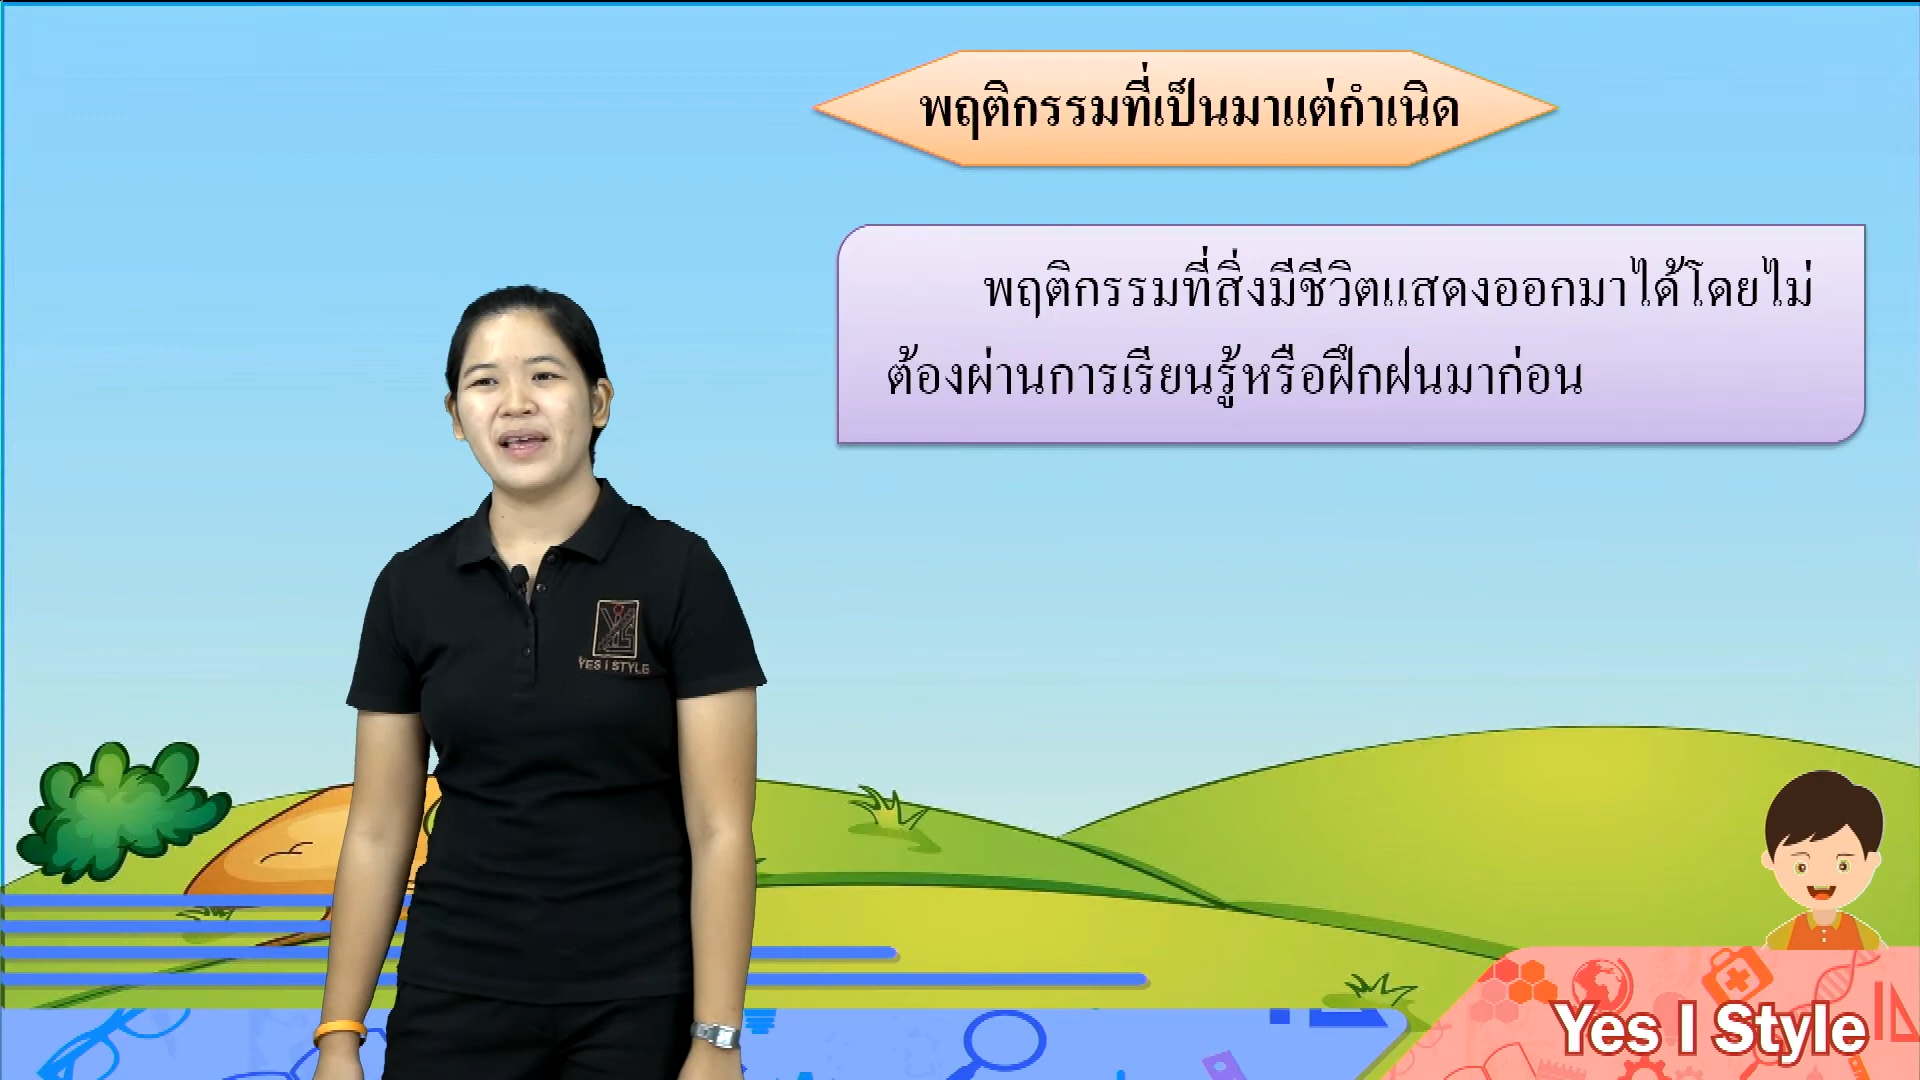 พฤติกรรมที่เป็นมาแต่กำเนิด
พฤติกรรมที่สิ่งมีชีวิตแสดงออกมาได้โดยไม่
ต้องผ่านการเรียนรู้หรือฝึกฝนมาก่อน
YES I STYLE
Yes I Style